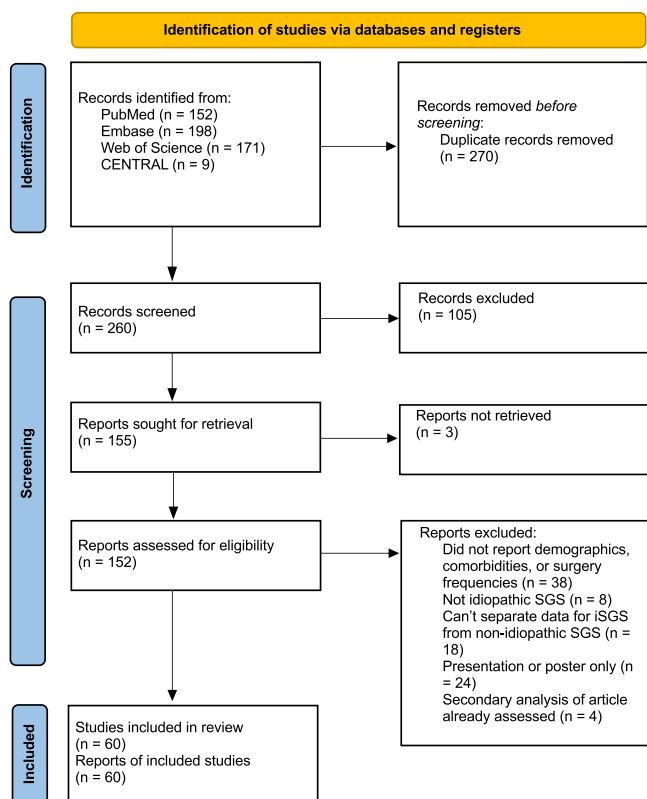 Identification of studies via databases and registers
Identification
Records identified from:
PubMed (n = 152)
Embase (n = 198)
Web of Science (n = 171)
CENTRAL (n = 9)
Records removed before
screening:
Duplicate records removed
(n = 270)
Screening
Records screened
(n = 260)
Records excluded
(n = 105)
Reports sought for retrieval
(n = 155)
Reports not retrieved
(n = 3)
Reports assessed for eligibility
(n = 152)
Reports excluded:
Did not report demographics,
comorbidities, or surgery
frequencies (n = 38)
Not idiopathic SGS (n = 8)
Can't separate data for iSGS
from non-idiopathic SGS (n =
18)
Presentation or poster only (n
= 24)
Secondary analysis of article
already assessed (n = 4)
Included
Studies included in review
(n = 60)
Reports of included studies
(n = 60)